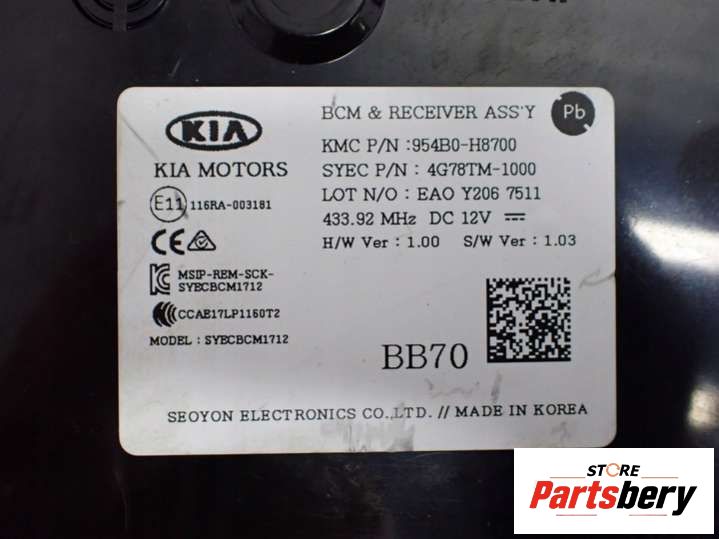 BCM & RECEIVER ASS'Y
Pb
KIA
KIA MOTORS
KMC P/N :954B0-H8700
SYEC P/N : 4G78TM-1000
LOT N/O : EAO Y206 7511
433.92 MHz DC 12V
H/W Ver : 1.00 S/W Ver : 1.03
E11 116RA-003181
CE
MSIP-REM-SCK-
SYECBCM1712
CCAB17LP1160T2
MODEL : SYECBCM1712
BB70
SEOYON ELECTRONICS CO.,LTD. // MADE IN KOREA
STORE
Partsbery